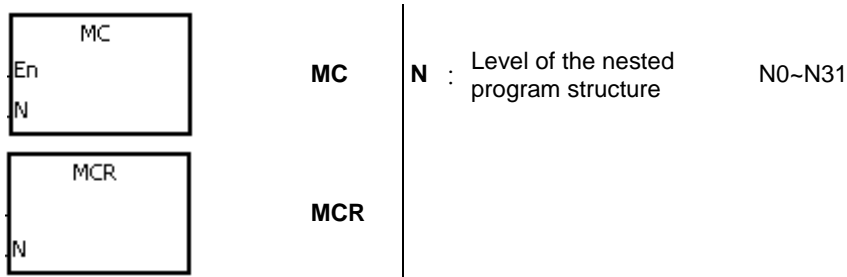 MC
En
N
MC
N : Level of the nested
program structure
N0~N31
MCR
N
MCR